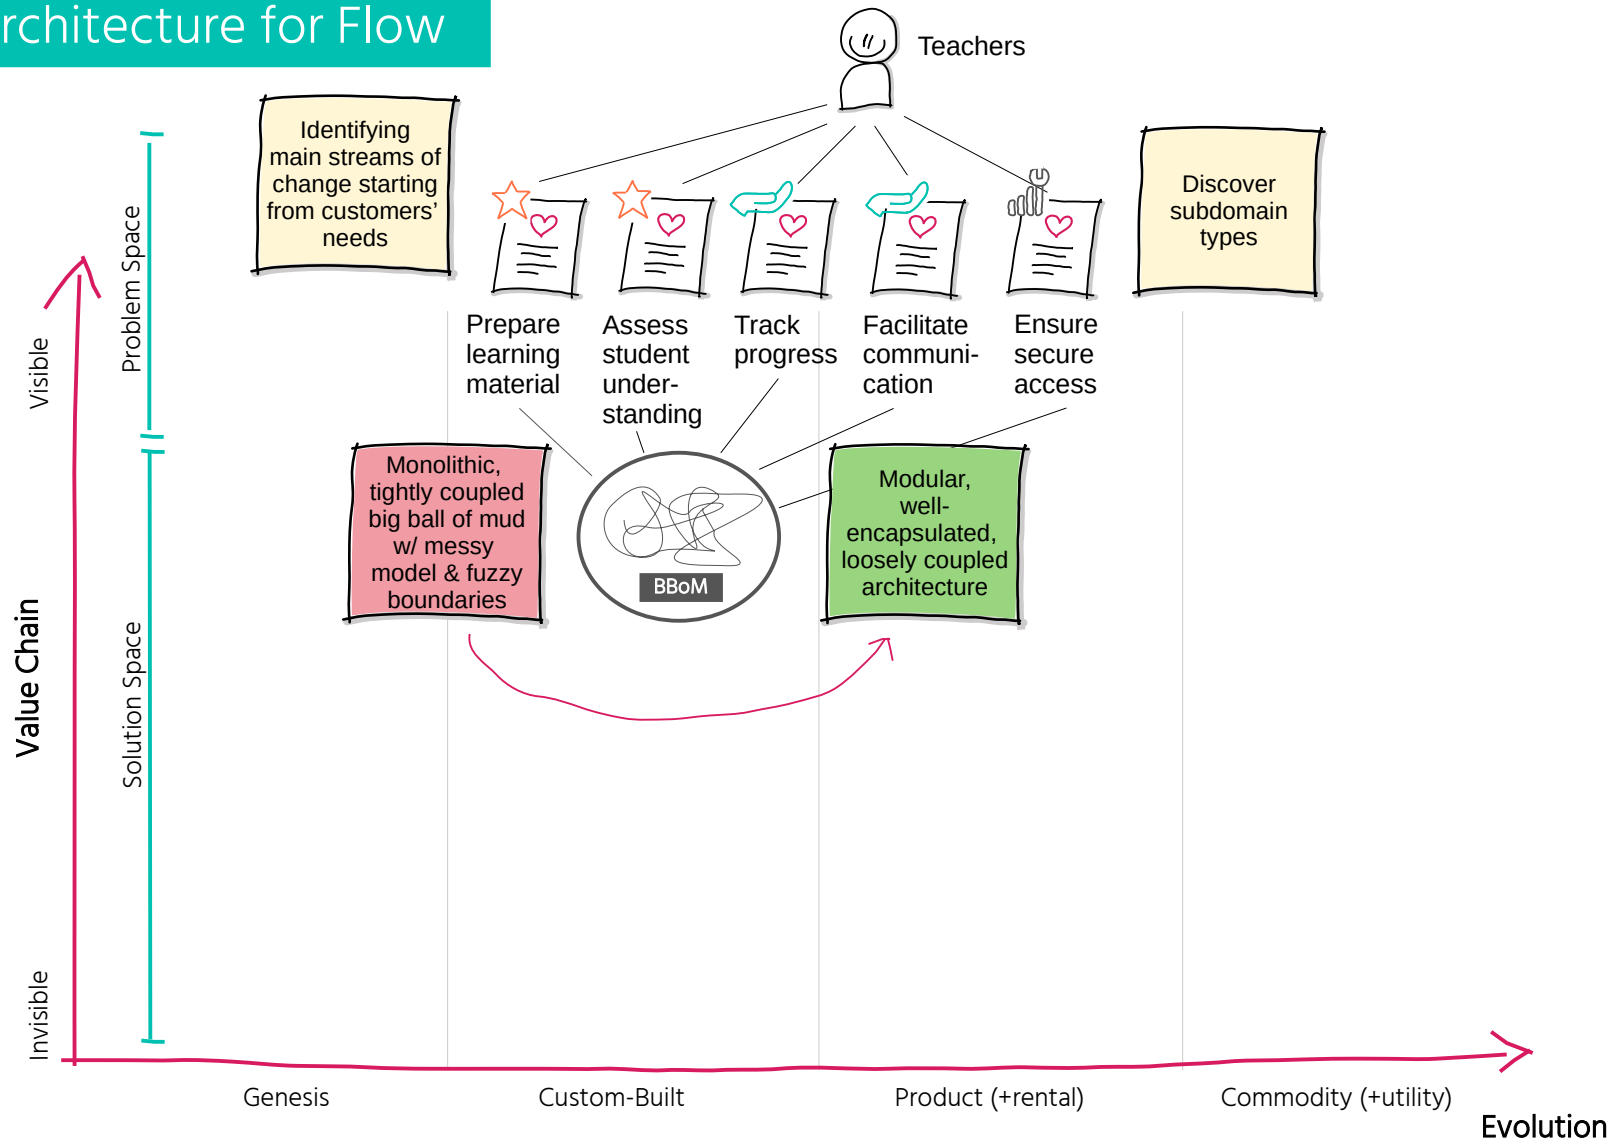 rchitecture for Flow
Teachers
Identifying
main streams of
change starting
from customers'
needs
Discover
subdomain
types
Problem Space
Visible
Prepare
learning
material
Assess
student
under-
standing
Track
progress
Facilitate
communi-
cation
Ensure
secure
access
Monolithic,
tightly coupled
big ball of mud
w/ messy
model & fuzzy
boundaries
BBoM
Modular,
well-
encapsulated,
loosely coupled
architecture
Value Chain
Solution Space
Invisible
Genesis
Custom-Built
Product (+rental)
Commodity (+utility)
Evolution